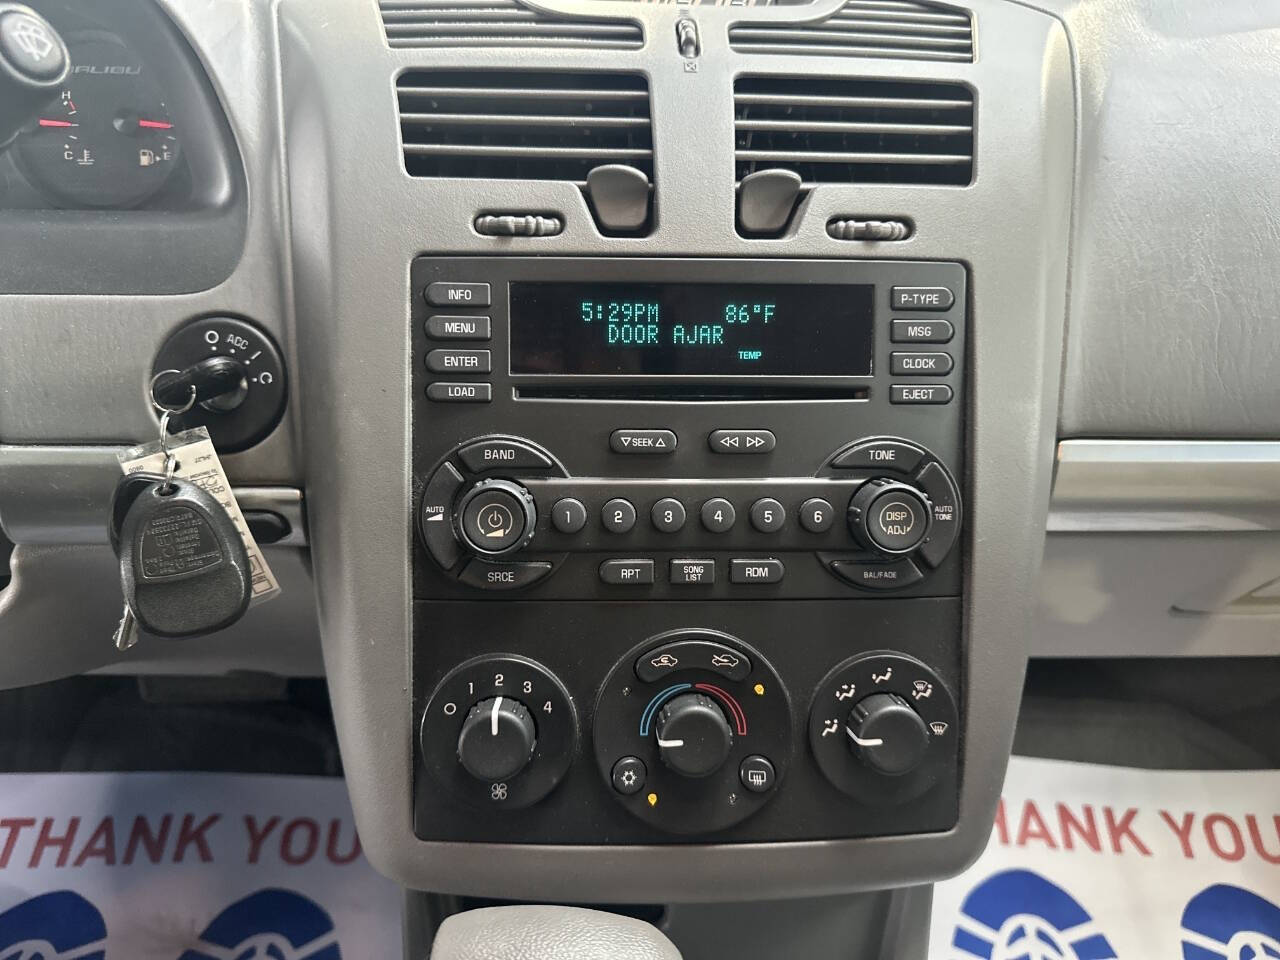 MALIBU
H
C
E
O
ACC
INFO
MENU
ENTER
LOAD
5:29PM 86°F
DOOR AJAR
TEMP
P-TYPE
MSG
CLOCK
EJECT
SEEK
BAND
TONE
AUTO
1 2 3 4 5 6
DISP
ADJ
AUTO
TONE
SRCE
RPT
SONG
LIST
RDM
BAL/FADE
O 1 2 3 4
THANK YOU
THANK YOU